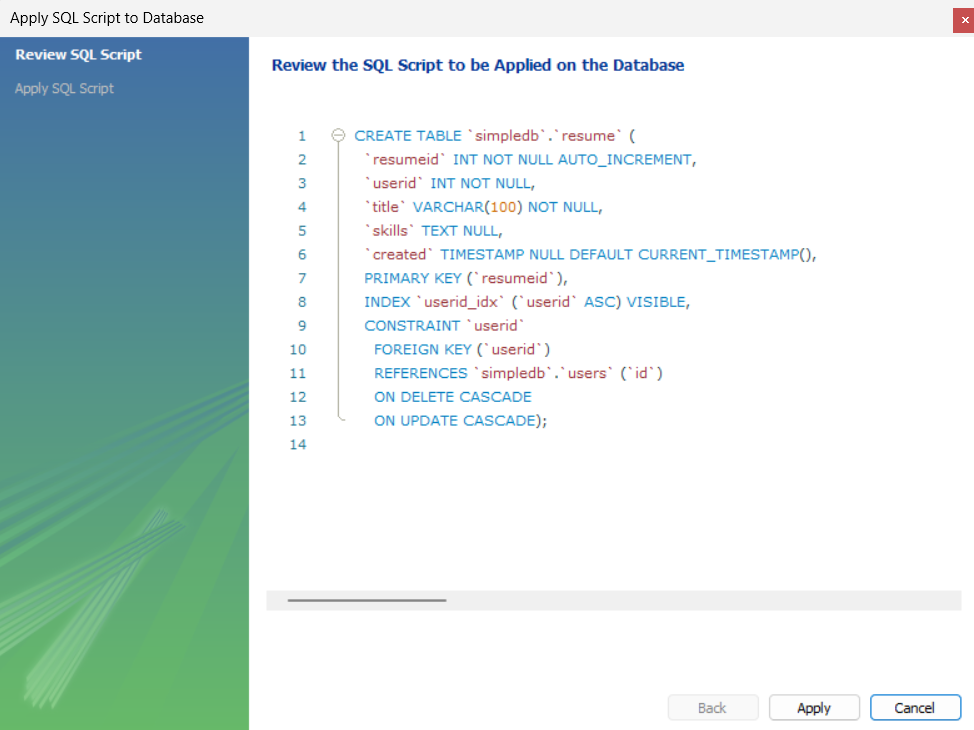 Apply SQL Script to Database
Review SQL Script
Apply SQL Script
Review the SQL Script to be Applied on the Database
1 CREATE TABLE `simpledb`.`resume` (
2 `resumeid` INT NOT NULL AUTO_INCREMENT,
3 `userid` INT NOT NULL,
4 `title` VARCHAR(100) NOT NULL,
5 `skills` TEXT NULL,
6 `created` TIMESTAMP NULL DEFAULT CURRENT_TIMESTAMP(),
7 PRIMARY KEY (`resumeid`),
8 INDEX `userid_idx` (`userid` ASC) VISIBLE,
9 CONSTRAINT `userid`
10 FOREIGN KEY (`userid`)
11 REFERENCES `simpledb`.`users` (`id`)
12 ON DELETE CASCADE
13 ON UPDATE CASCADE);
14
Back Apply Cancel